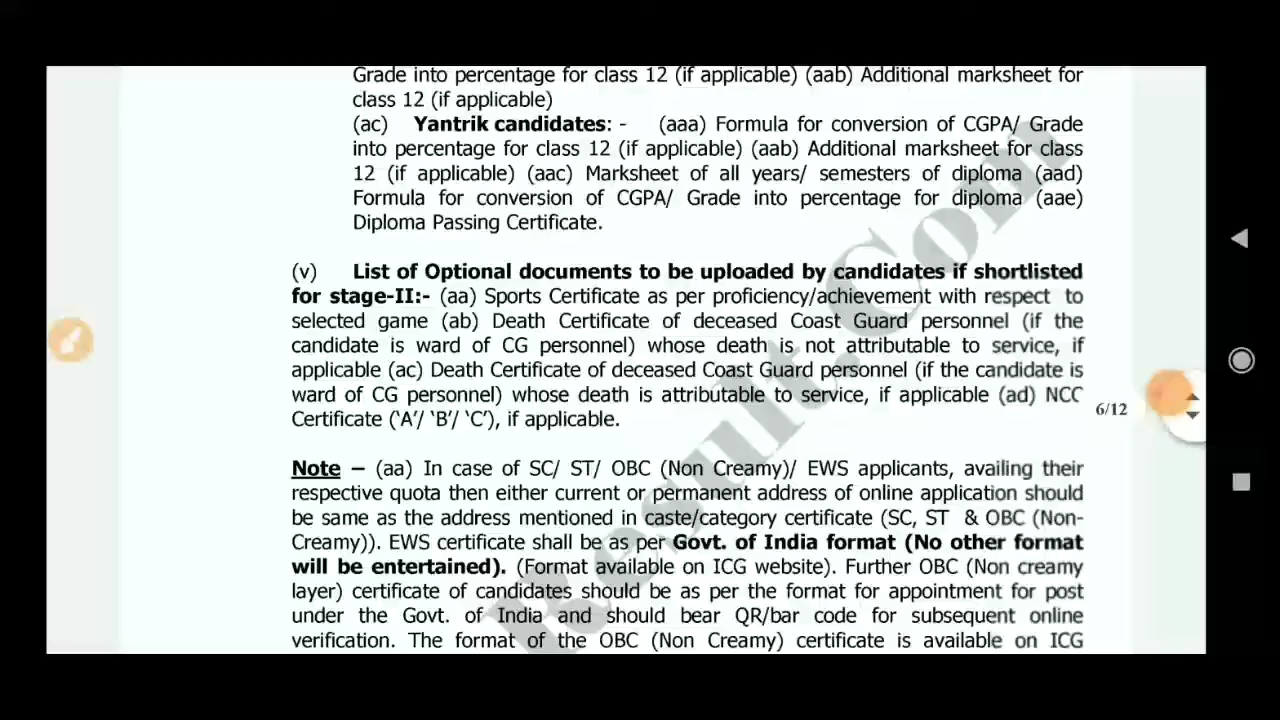 Grade into percentage for class 12 (if applicable) (aab) Additional marksheet for
class 12 (if applicable)
(ac) Yantrik candidates: - (aaa) Formula for conversion of CGPA/ Grade
into percentage for class 12 (if applicable) (aab) Additional marksheet for class
12 (if applicable) (aac) Marksheet of all years/ semesters of diploma (aad)
Formula for conversion of CGPA/ Grade into percentage for diploma (aae)
Diploma Passing Certificate.
(v) List of Optional documents to be uploaded by candidates if shortlisted
for stage-II:- (aa) Sports Certificate as per proficiency/achievement with respect to
selected game (ab) Death Certificate of deceased Coast Guard personnel (if the
candidate is ward of CG personnel) whose death is not attributable to service, if
applicable (ac) Death Certificate of deceased Coast Guard personnel (if the candidate is
ward of CG personnel) whose death is attributable to service, if applicable (ad) NCC
Certificate ('A'/ 'B'/ 'C'), if applicable.
6/12
Note – (aa) In case of SC/ ST/ OBC (Non Creamy)/ EWS applicants, availing their
respective quota then either current or permanent address of online application should
be same as the address mentioned in caste/category certificate (SC, ST & OBC (Non-
Creamy)). EWS certificate shall be as per Govt. of India format (No other format
will be entertained). (Format available on ICG website). Further OBC (Non creamy
layer) certificate of candidates should be as per the format for appointment for post
under the Govt. of India and should bear QR/bar code for subsequent online
verification. The format of the OBC (Non Creamy) certificate is available on ICG
Result.Com